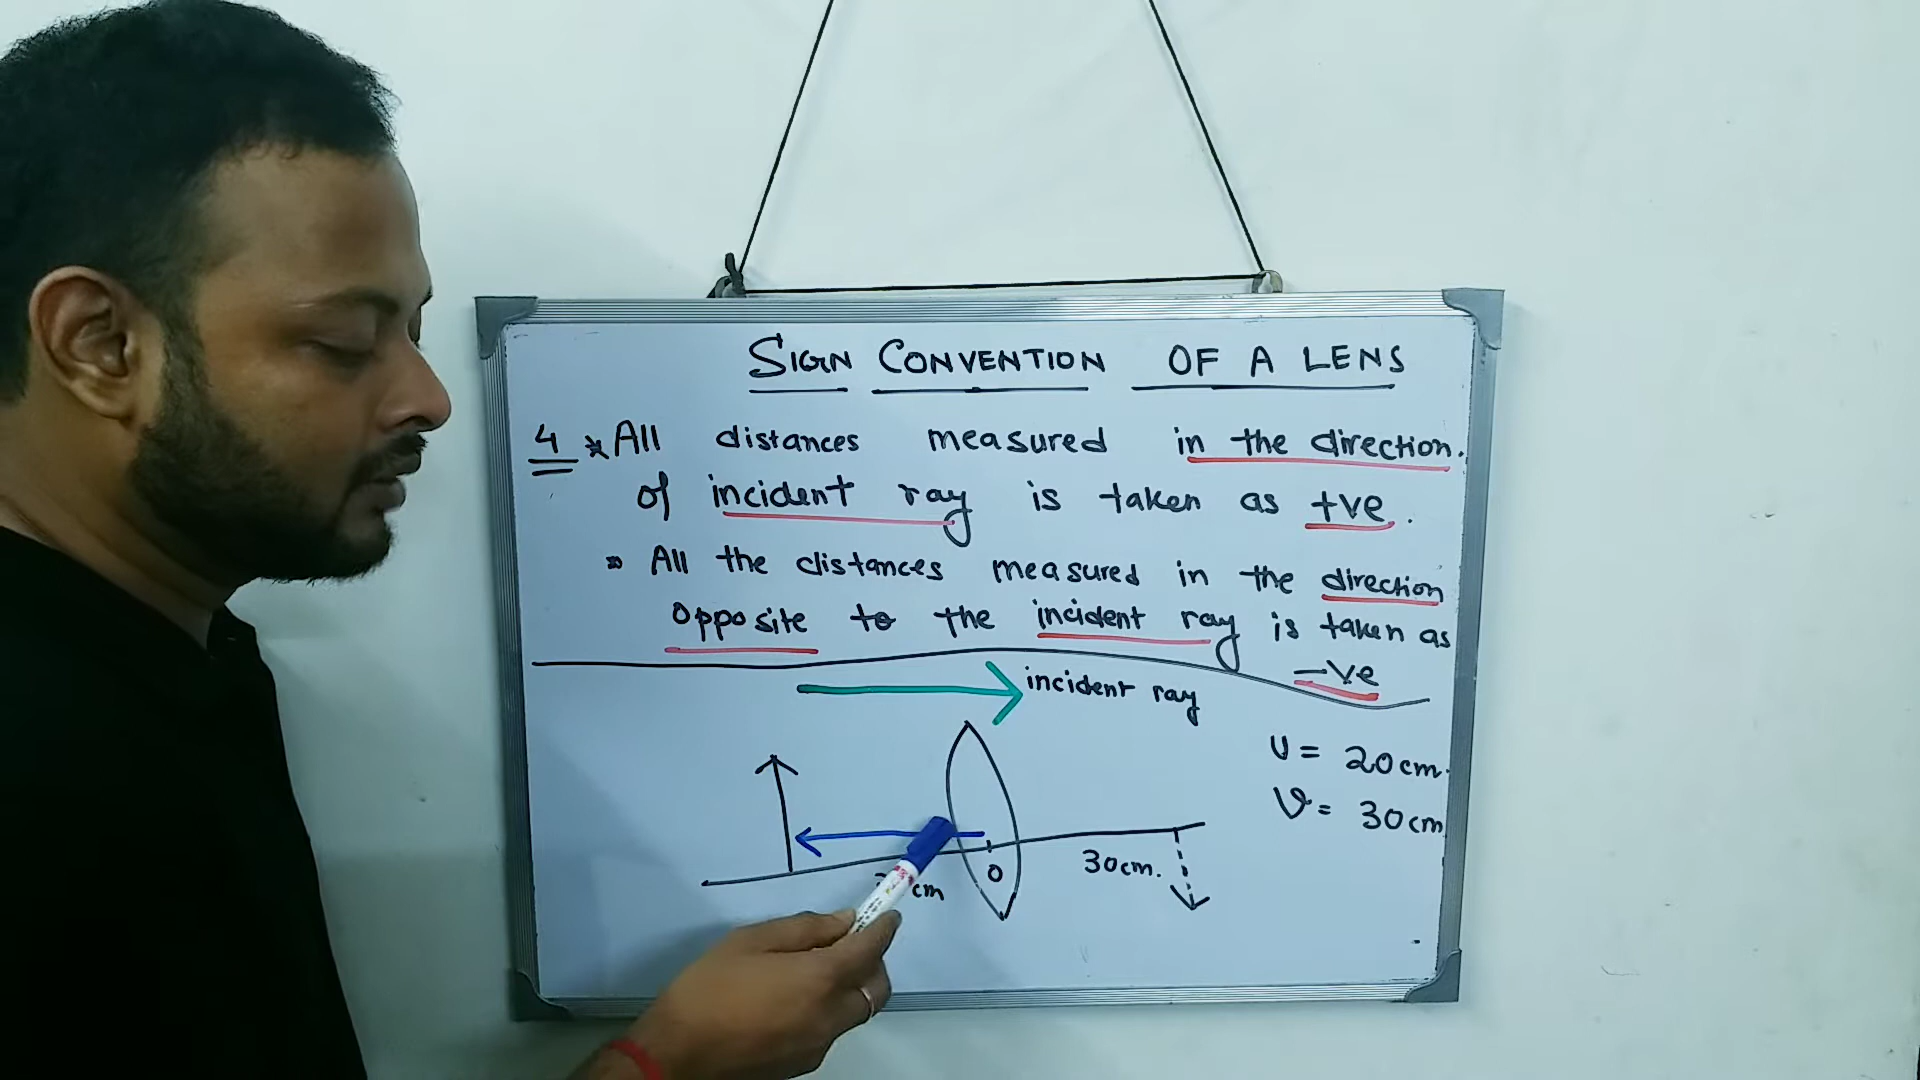 SIGN CONVENTION OF A LENS
4 * All distances measured in the direction.
of incident ray is taken as +ve.
» All the distances measured in the direction
opposite to the incident ray is taken as
-ve
incident ray
U = 20cm.
V = 30cm
30cm.
cm
O